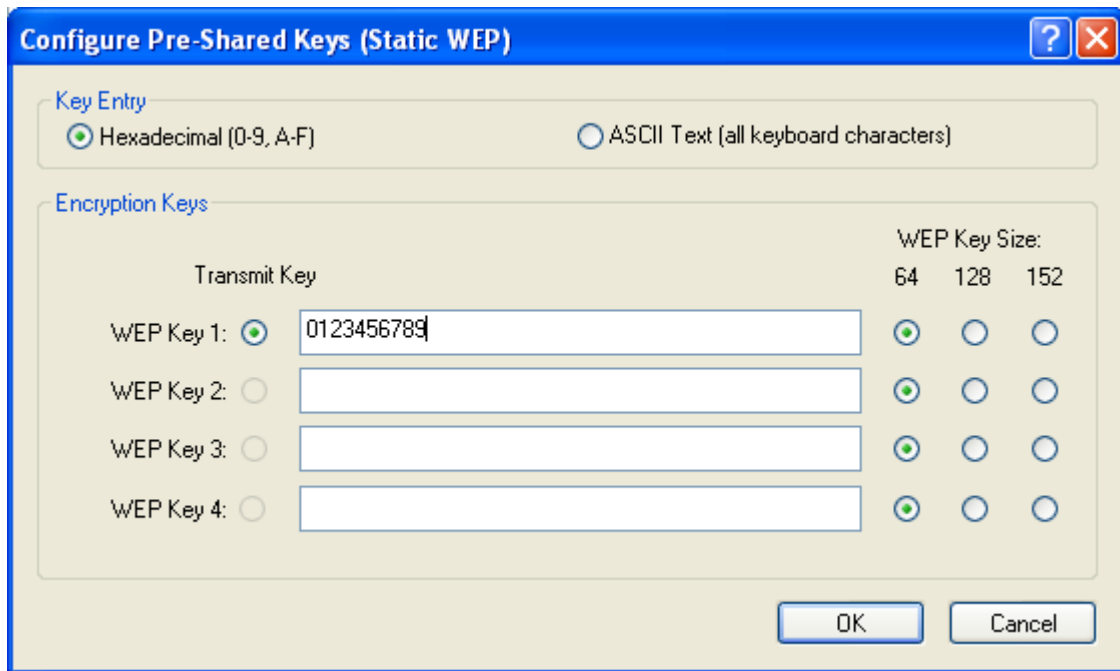 Configure Pre-Shared Keys (Static WEP)
Key Entry
Hexadecimal (0-9, A-F) ASCII Text (all keyboard characters)
Encryption Keys
WEP Key Size:
Transmit Key 64 128 152
WEP Key 1: 0123456789
WEP Key 2:
WEP Key 3:
WEP Key 4:
OK Cancel